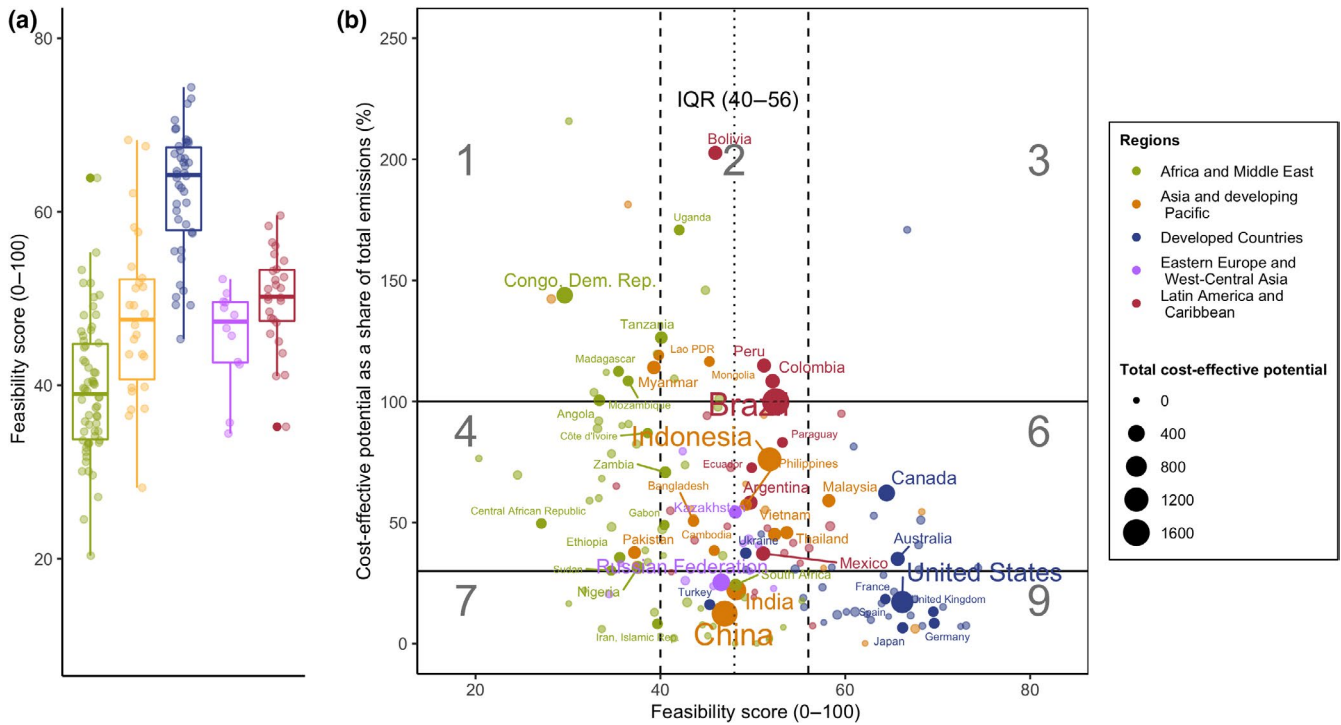 (a)
80
60
40
20
Feasibility score (0–100)
(b)
250
200
150
100
50
0
Cost-effective potential as a share of total emissions (%)
IQR (40–56)
1
2
3
4
6
7
9
Bolivia
Uganda
Congo, Dem. Rep.
Tanzania
Lao PDR
Peru
Madagascar
Colombia
Myanmar
Mongolia
Mozambique
Brazil
Angola
Côte d'Ivoire
Indonesia
Paraguay
Zambia
Ecuador
Philippines
Bangladesh
Argentina
Malaysia
Canada
Central African Republic
Gabon
Kazakhstan
Vietnam
Ethiopia
Pakistan
Cambodia
Ukraine
Thailand
Australia
Sudan
Russian Federation
Mexico
South Africa
United States
Nigeria
Turkey
India
France
United Kingdom
Spain
Iran, Islamic Rep.
China
Japan
Germany
20
40
60
80
Feasibility score (0–100)
Regions
Africa and Middle East
Asia and developing
Pacific
Developed Countries
Eastern Europe and
West-Central Asia
Latin America and
Caribbean
Total cost-effective potential
0
400
800
1200
1600